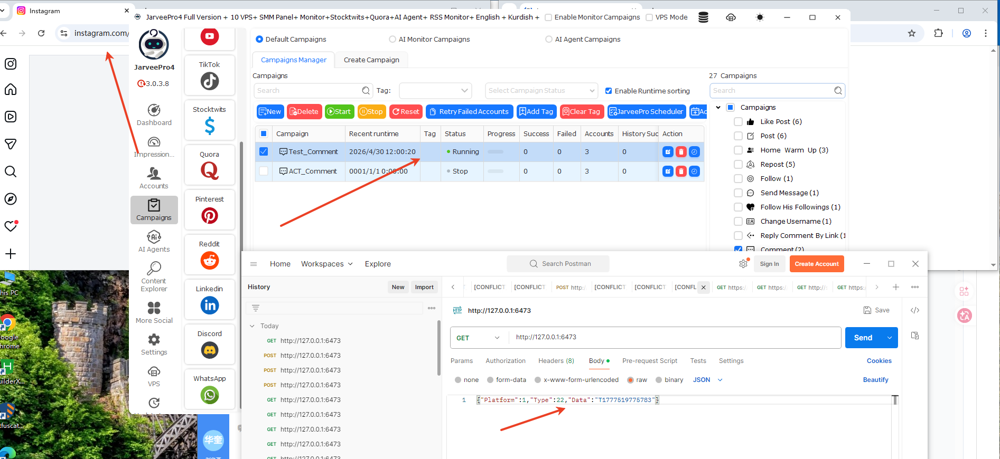 Instagram
instagram.com/
JarveePro4 Full Version + 10 VPS+ SMM Panel+ Monitor+Stocktwits+Quora+AI Agent+ RSS Monitor+ English + Kurdish +
Enable Monitor Campaigns
VPS Mode
JarveePro4
3.0.3.8
Dashboard
Impression...
Accounts
Campaigns
AI Agents
Content
Explorer
More Social
Settings
VPS
TikTok
Stocktwits
Quora
Pinterest
Reddit
Linkedin
Discord
WhatsApp
Default Campaigns
AI Monitor Campaigns
AI Agent Campaigns
Campaigns Manager
Create Campaign
Campaigns
Search
Tag:
Select Campaign Status
Enable Runtime sorting
New
Delete
Start
Stop
Reset
Retry Failed Accounts
Add Tag
Clear Tag
JarveePro Scheduler
Ac
Campaign Recent runtime Tag Status Progress Success Failed Accounts History Suc Action
Test_Comment 2026/4/30 12:00:20 Running 0 0 3 0
ACT_Comment 0001/1/1 0:00:00 Stop 0 0 3 0
27 Campaigns
Search
Campaigns
Like Post (6)
Post (6)
Home Warm Up (3)
Repost (5)
Follow (1)
Send Message (1)
Follow His Followings (1)
Change Username (1)
Reply Comment By Link (1
Comment (2)
Home
Workspaces
Explore
Search Postman
Sign In
Create Account
History
New
Import
[CONFLICT
[CONFLICT
POST http:/
[CONFLICT
[CONFLICT
[CONFL
GET https:/
GET https:/
GET http://
GET https:/
Today
GET http://127.0.0.1:6473
POST http://127.0.0.1:6473
POST http://127.0.0.1:6473
POST http://127.0.0.1:6473
GET http://127.0.0.1:6473
GET http://127.0.0.1:6473
GET http://127.0.0.1:6473
GET http://127.0.0.1:6473
GET http://127.0.0.1:6473
HTTP
http://127.0.0.1:6473
Save
GET
http://127.0.0.1:6473
Send
Params
Authorization
Headers (8)
Body
Pre-request Script
Tests
Settings
Cookies
none
form-data
x-www-form-urlencoded
raw
binary
JSON
Beautify
1 {"Platform":1,"Type":22,"Data":"T1777519775783"}
his PC
oogle
hrome
uilderX...
tfuscat...
华奎